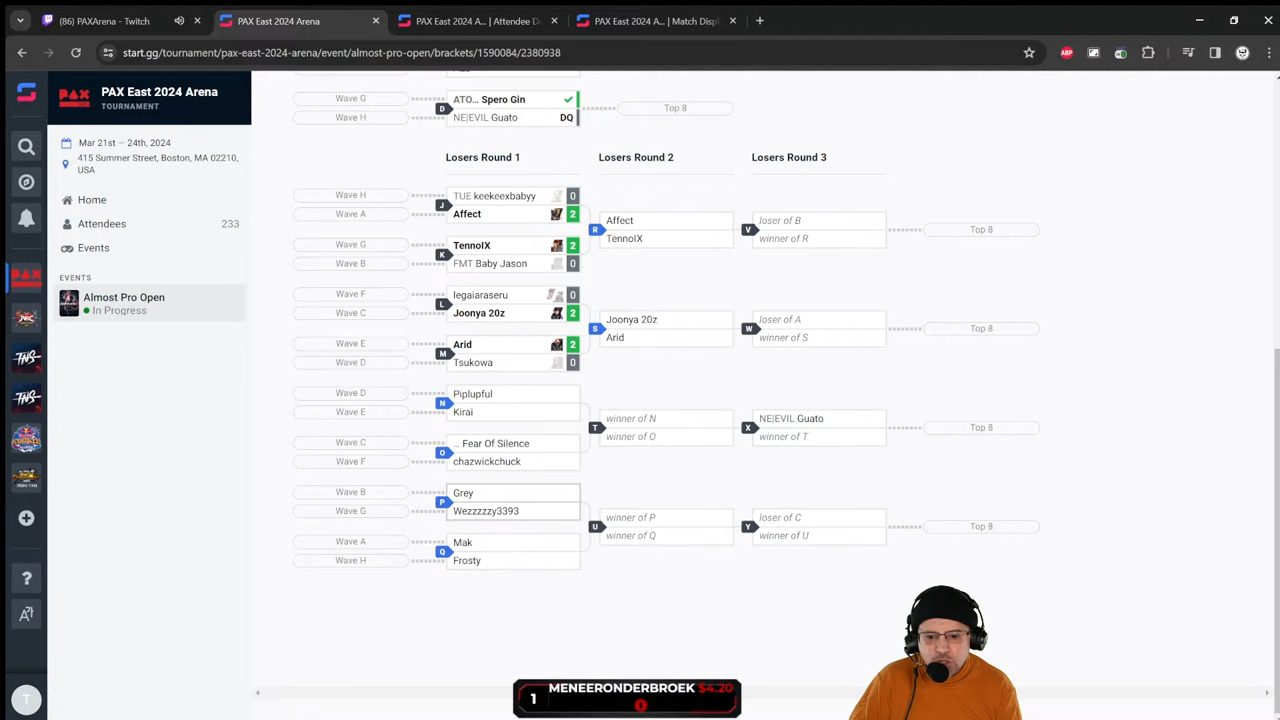 PAXArena - Twitch
PAX East 2024 Arena
PAX East 2024 A... | Attendee D
PAX East 2024 A... | Match Displ
start.gg/tournament/pax-east-2024-arena/event/almost-pro-open/brackets/1590084/2380938
ABP
PAX
PAX East 2024 Arena
TOURNAMENT
Mar 21st – 24th, 2024
415 Summer Street, Boston, MA 02210,
USA
Home
Attendees 233
Events
EVENTS
Almost Pro Open
In Progress
PAX
TNS
TNS
?
T
Wave G
Wave H
D
ATO... Spero Gin
NE|EVIL Guato DQ
Top 8
Losers Round 1
Losers Round 2
Losers Round 3
Wave H
Wave A
J
TUE keekeexbabyy 0
Affect 2
Wave G
Wave B
K
TennoIX 2
FMT Baby Jason 0
R
Affect
TennoIX
V
loser of B
winner of R
Top 8
Wave F
Wave C
L
legaiaraseru 0
Joonya 20z 2
Wave E
Wave D
M
Arid 2
Tsukowa 0
S
Joonya 20z
Arid
W
loser of A
winner of S
Top 8
Wave D
Wave E
N
Piplupful
Kirai
Wave C
Wave F
O
... Fear Of Silence
chazwickchuck
T
winner of N
winner of O
X
NE|EVIL Guato
winner of T
Top 8
Wave B
Wave G
P
Grey
Wezzzzzy3393
Wave A
Wave H
Q
Mak
Frosty
U
winner of P
winner of Q
Y
loser of C
winner of U
Top 8
1 MENEERONDERBROEK $4.20
0